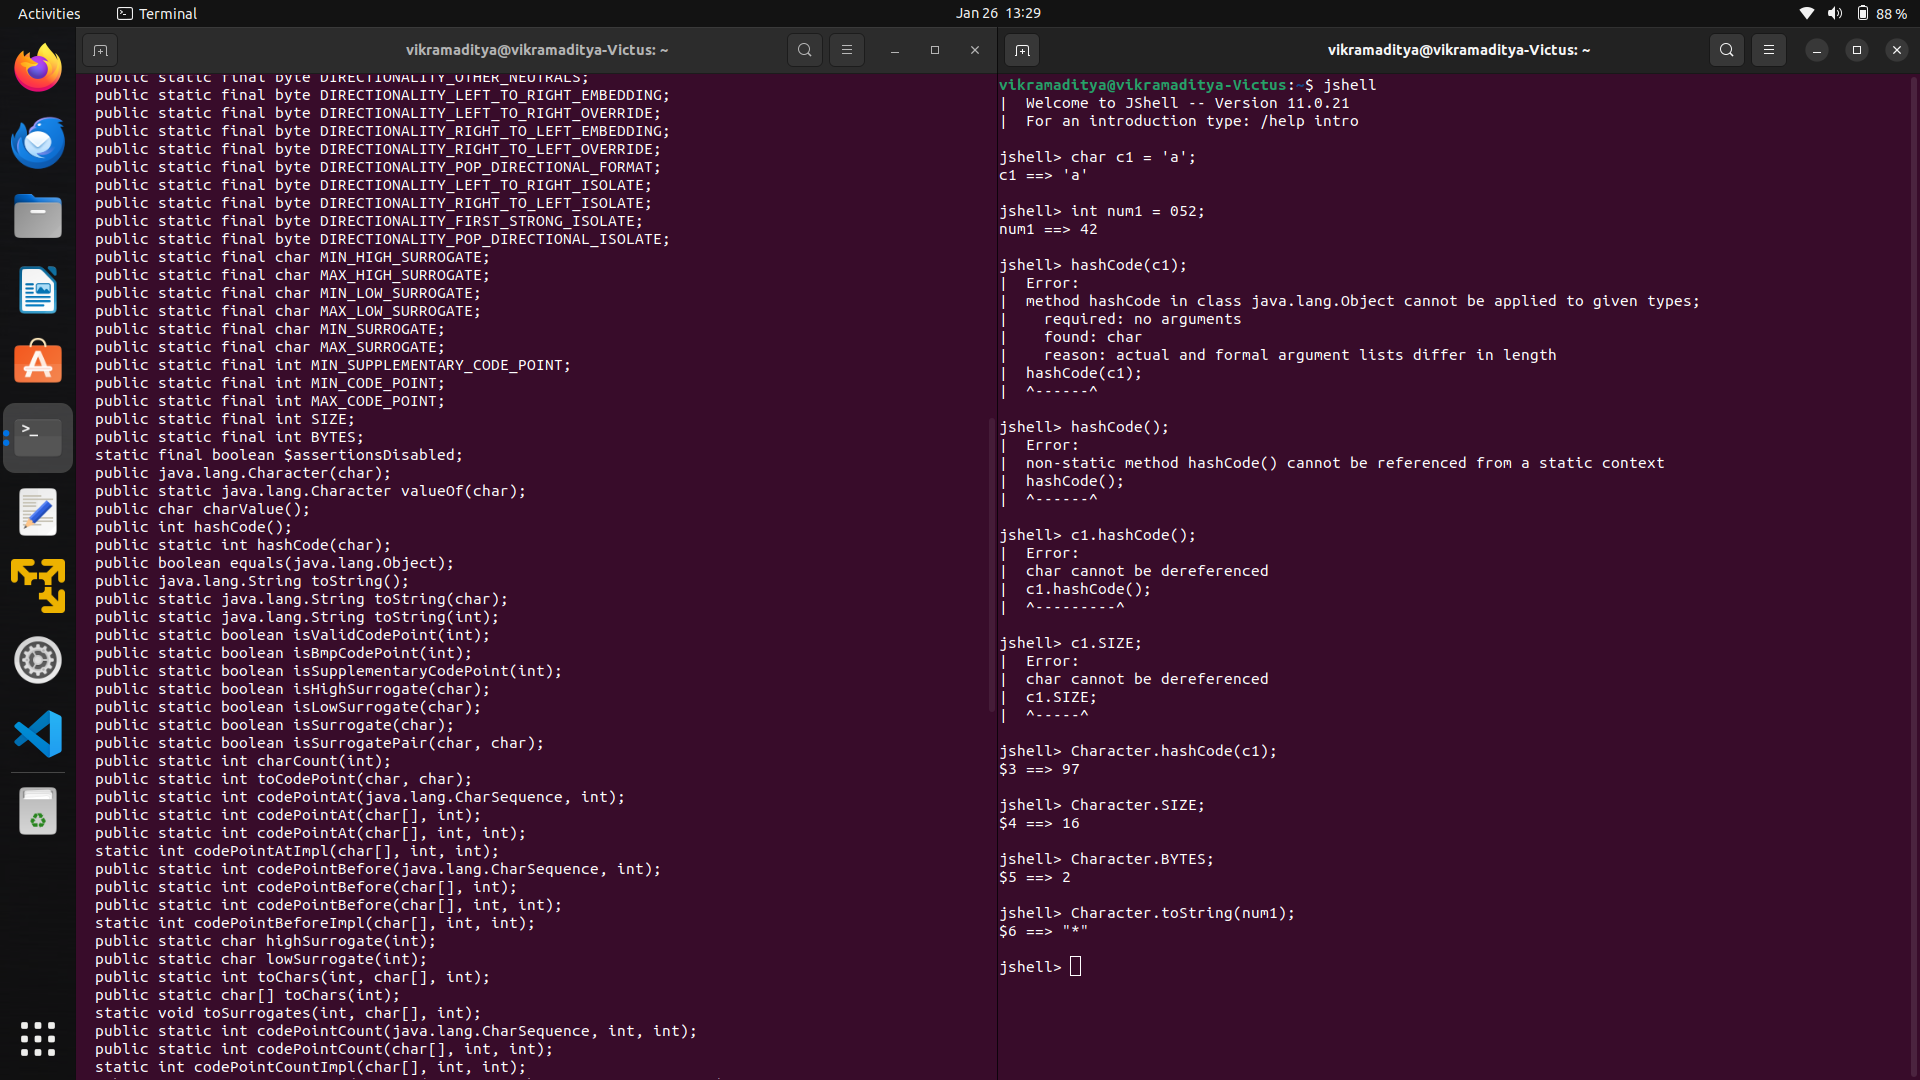 Activities
Terminal
Jan 26 13:29
88 %
vikramaditya@vikramaditya-Victus: ~
public static final byte DIRECTIONALITY_OTHER_NEUTRALS;
public static final byte DIRECTIONALITY_LEFT_TO_RIGHT_EMBEDDING;
public static final byte DIRECTIONALITY_LEFT_TO_RIGHT_OVERRIDE;
public static final byte DIRECTIONALITY_RIGHT_TO_LEFT_EMBEDDING;
public static final byte DIRECTIONALITY_RIGHT_TO_LEFT_OVERRIDE;
public static final byte DIRECTIONALITY_POP_DIRECTIONAL_FORMAT;
public static final byte DIRECTIONALITY_LEFT_TO_RIGHT_ISOLATE;
public static final byte DIRECTIONALITY_RIGHT_TO_LEFT_ISOLATE;
public static final byte DIRECTIONALITY_FIRST_STRONG_ISOLATE;
public static final byte DIRECTIONALITY_POP_DIRECTIONAL_ISOLATE;
public static final char MIN_HIGH_SURROGATE;
public static final char MAX_HIGH_SURROGATE;
public static final char MIN_LOW_SURROGATE;
public static final char MAX_LOW_SURROGATE;
public static final char MIN_SURROGATE;
public static final char MAX_SURROGATE;
public static final int MIN_SUPPLEMENTARY_CODE_POINT;
public static final int MIN_CODE_POINT;
public static final int MAX_CODE_POINT;
public static final int SIZE;
public static final int BYTES;
static final boolean $assertionsDisabled;
public java.lang.Character(char);
public static java.lang.Character valueOf(char);
public char charValue();
public int hashCode();
public static int hashCode(char);
public boolean equals(java.lang.Object);
public java.lang.String toString();
public static java.lang.String toString(char);
public static java.lang.String toString(int);
public static boolean isValidCodePoint(int);
public static boolean isBmpCodePoint(int);
public static boolean isSupplementaryCodePoint(int);
public static boolean isHighSurrogate(char);
public static boolean isLowSurrogate(char);
public static boolean isSurrogate(char);
public static boolean isSurrogatePair(char, char);
public static int charCount(int);
public static int toCodePoint(char, char);
public static int codePointAt(java.lang.CharSequence, int);
public static int codePointAt(char[], int);
public static int codePointAt(char[], int, int);
static int codePointAtImpl(char[], int, int);
public static int codePointBefore(java.lang.CharSequence, int);
public static int codePointBefore(char[], int);
public static int codePointBefore(char[], int, int);
static int codePointBeforeImpl(char[], int, int);
public static char highSurrogate(int);
public static char lowSurrogate(int);
public static int toChars(int, char[], int);
public static char[] toChars(int);
static void toSurrogates(int, char[], int);
public static int codePointCount(java.lang.CharSequence, int, int);
public static int codePointCount(char[], int, int);
static int codePointCountImpl(char[], int, int);
vikramaditya@vikramaditya-Victus: ~
vikramaditya@vikramaditya-Victus:~$ jshell
|  Welcome to JShell -- Version 11.0.21
|  For an introduction type: /help intro
jshell> char c1 = 'a';
c1 ==> 'a'
jshell> int num1 = 052;
num1 ==> 42
jshell> hashCode(c1);
|  Error:
|  method hashCode in class java.lang.Object cannot be applied to given types;
|    required: no arguments
|    found: char
|    reason: actual and formal argument lists differ in length
|  hashCode(c1);
|  ^------^
jshell> hashCode();
|  Error:
|  non-static method hashCode() cannot be referenced from a static context
|  hashCode();
|  ^------^
jshell> c1.hashCode();
|  Error:
|  char cannot be dereferenced
|  c1.hashCode();
|  ^---------^
jshell> c1.SIZE;
|  Error:
|  char cannot be dereferenced
|  c1.SIZE;
|  ^-----^
jshell> Character.hashCode(c1);
$3 ==> 97
jshell> Character.SIZE;
$4 ==> 16
jshell> Character.BYTES;
$5 ==> 2
jshell> Character.toString(num1);
$6 ==> "*"
jshell>